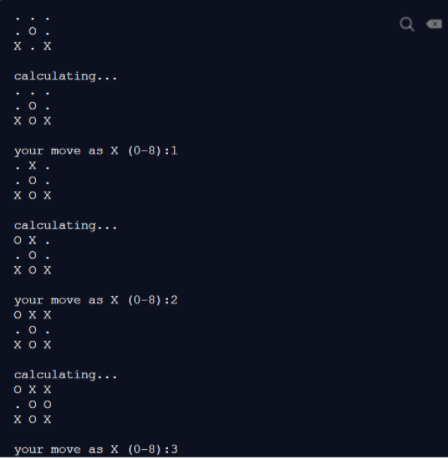 . . .
. O .
X . X
calculating...
. . .
. O .
X O X
your move as X (0-8):1
. X .
. O .
X O X
calculating...
O X .
. O .
X O X
your move as X (0-8):2
O X X
. O .
X O X
calculating...
O X X
. O O
X O X
your move as X (0-8):3